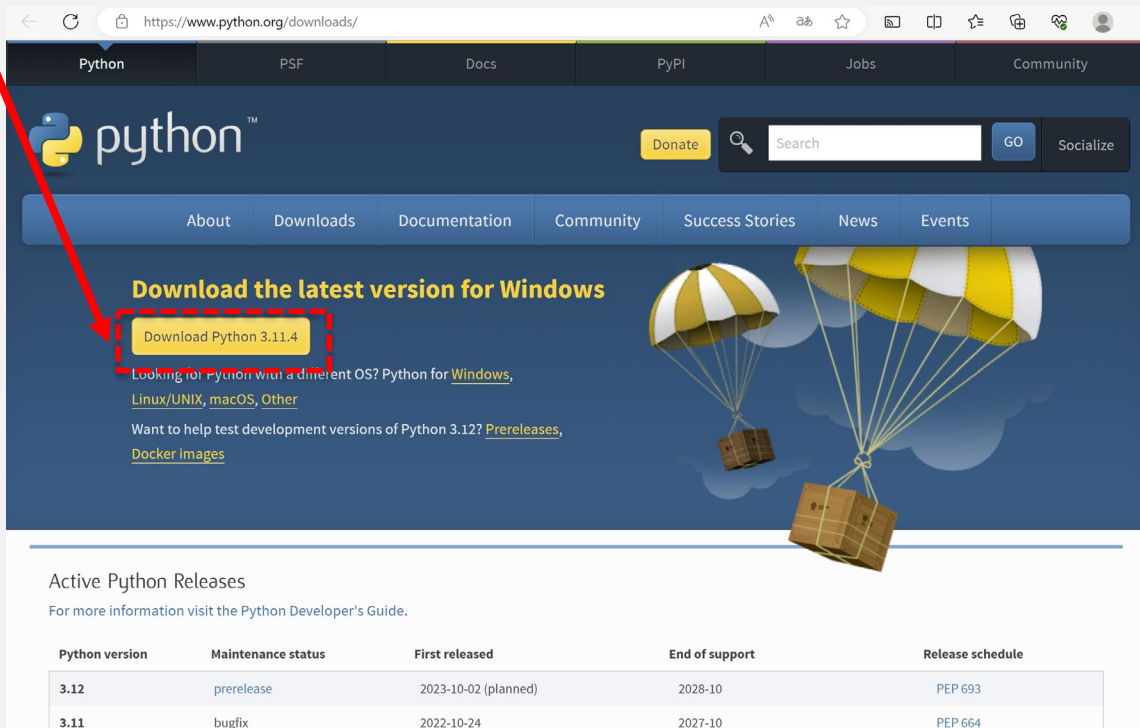 https://www.python.org/downloads/
Python PSF Docs PyPI Jobs Community
python™
Donate Search GO Socialize
About Downloads Documentation Community Success Stories News Events
Download the latest version for Windows
Download Python 3.11.4
Looking for Python with a different OS? Python for Windows,
Linux/UNIX, macOS, Other
Want to help test development versions of Python 3.12? Prereleases,
Docker images
Active Python Releases
For more information visit the Python Developer's Guide.
Python version Maintenance status First released End of support Release schedule
3.12 prerelease 2023-10-02 (planned) 2028-10 PEP 693
3.11 bugfix 2022-10-24 2027-10 PEP 664